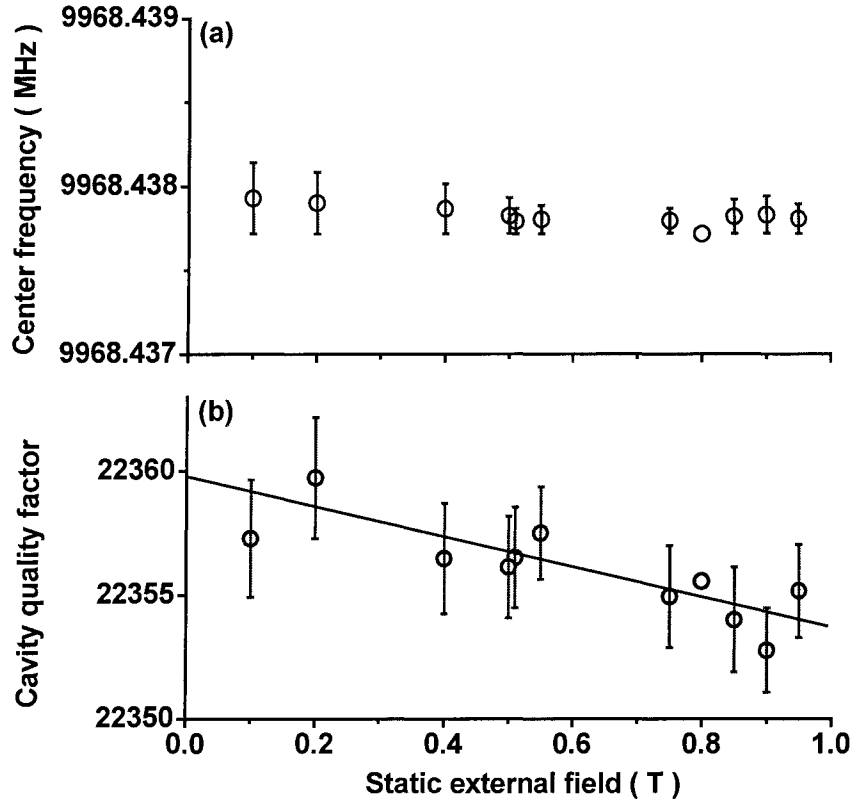 9968.439
(a)
9968.438
9968.437
Center frequency ( MHz )
(b)
22360
22355
22350
Cavity quality factor
0.0 0.2 0.4 0.6 0.8 1.0
Static external field ( T )